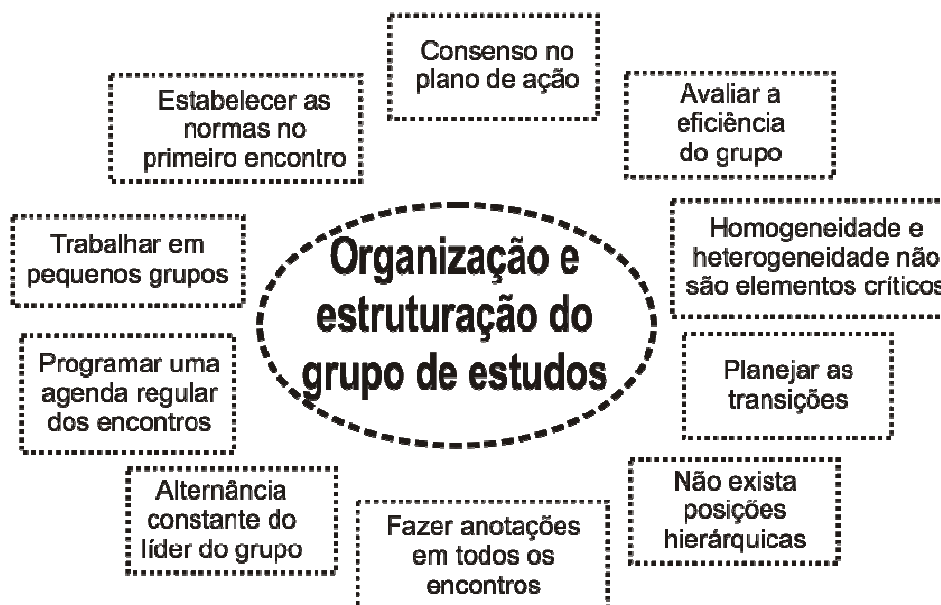 Consenso no
plano de ação
Estabelecer as
normas no
primeiro encontro
Avaliar a
eficiência
do grupo
Trabalhar em
pequenos grupos
Organização e
estruturação do
grupo de estudos
Homogeneidade e
heterogeneidade não
são elementos críticos
Programar uma
agenda regular
dos encontros
Planejar as
transições
Alternância
constante do
líder do grupo
Fazer anotações
em todos os
encontros
Não exista
posições
hierárquicas